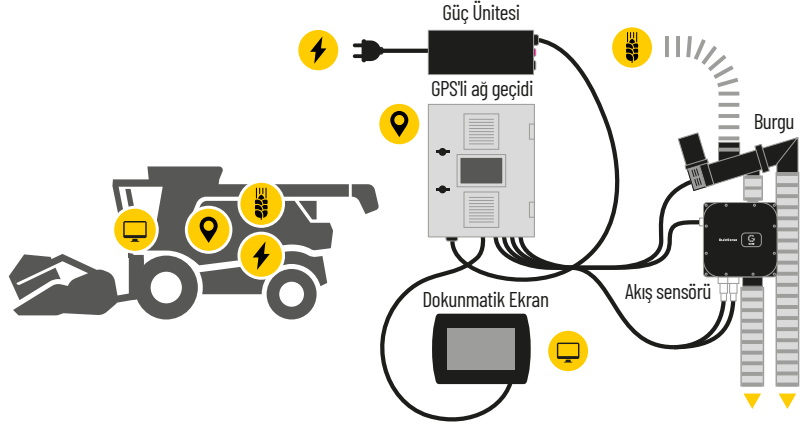 Güç Ünitesi
GPS'li ağ geçidi
Burgu
Akış sensörü
Dokunmatik Ekran